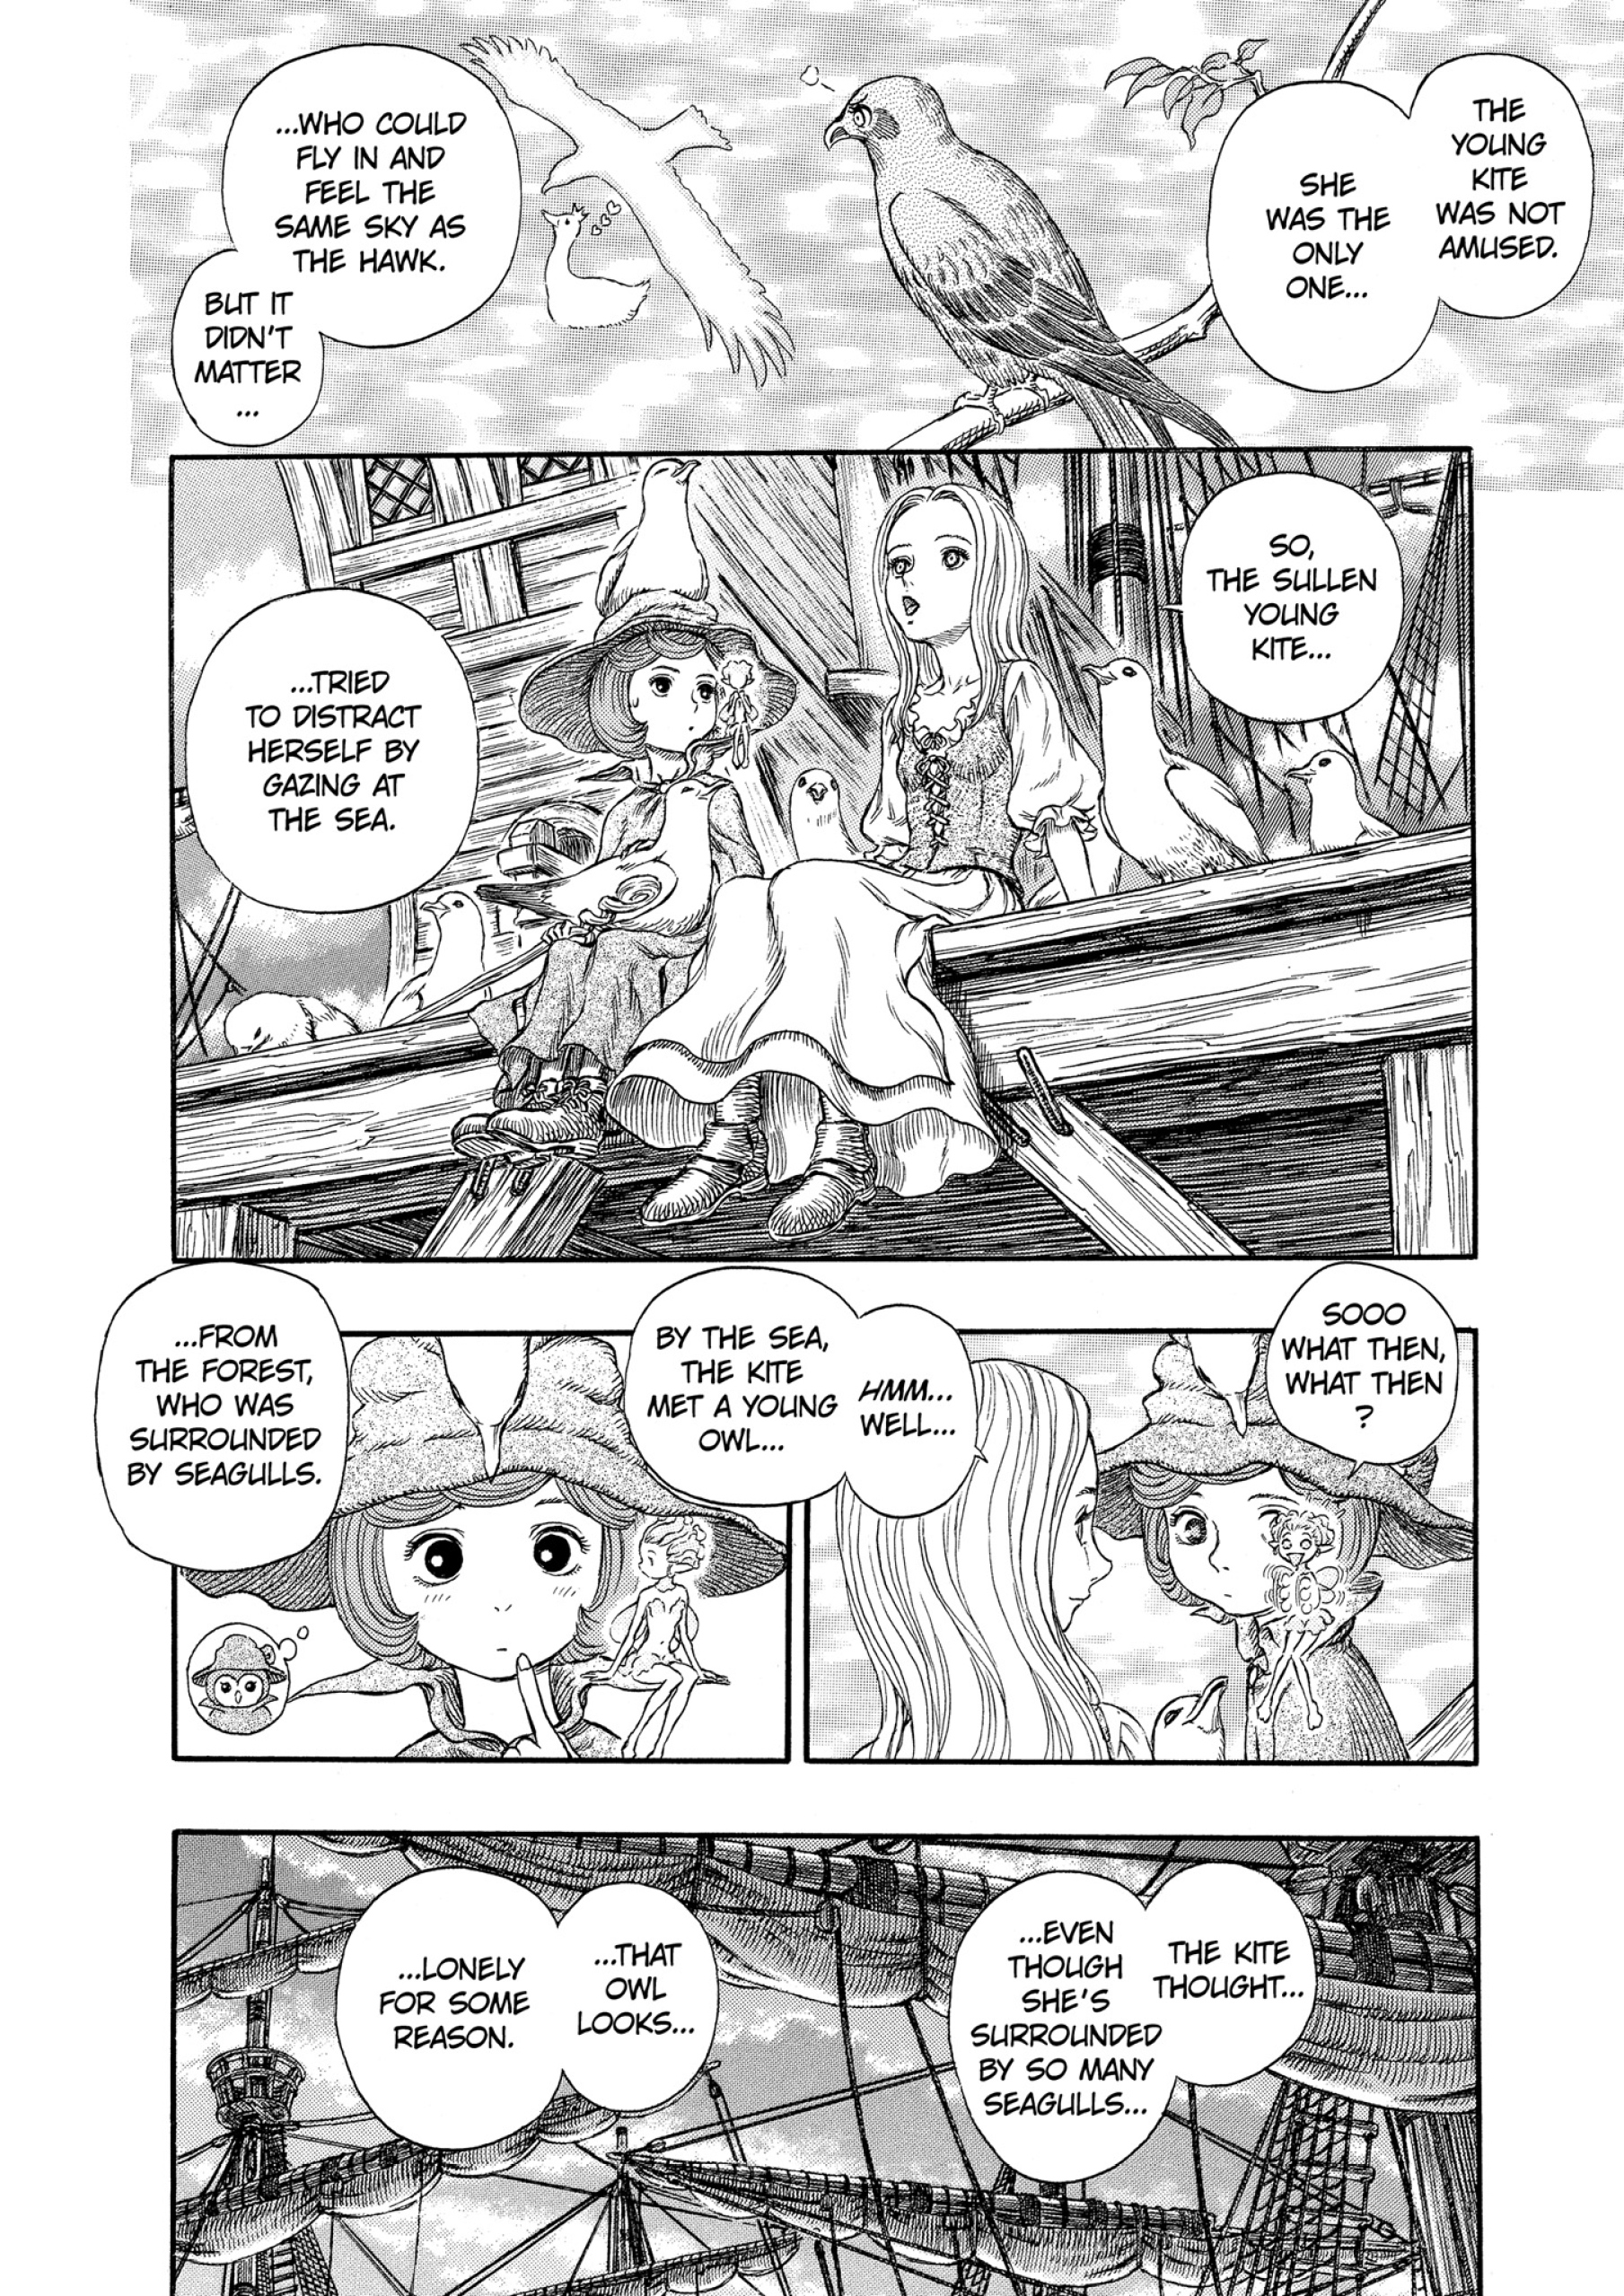 THE
YOUNG
KITE
WAS NOT
AMUSED.
SHE
WAS THE
ONLY
ONE...
...WHO COULD
FLY IN AND
FEEL THE
SAME SKY AS
THE HAWK.
BUT IT
DIDN'T
MATTER
...
SO,
THE SULLEN
YOUNG
KITE...
...TRIED
TO DISTRACT
HERSELF BY
GAZING AT
THE SEA.
SOOO
WHAT THEN,
WHAT THEN
?
HMM...
WELL...
BY THE SEA,
THE KITE
MET A YOUNG
OWL...
...FROM
THE FOREST,
WHO WAS
SURROUNDED
BY SEAGULLS.
THE KITE
THOUGHT...
...EVEN
THOUGH
SHE'S
SURROUNDED
BY SO MANY
SEAGULLS...
...THAT
OWL
LOOKS...
...LONELY
FOR SOME
REASON.